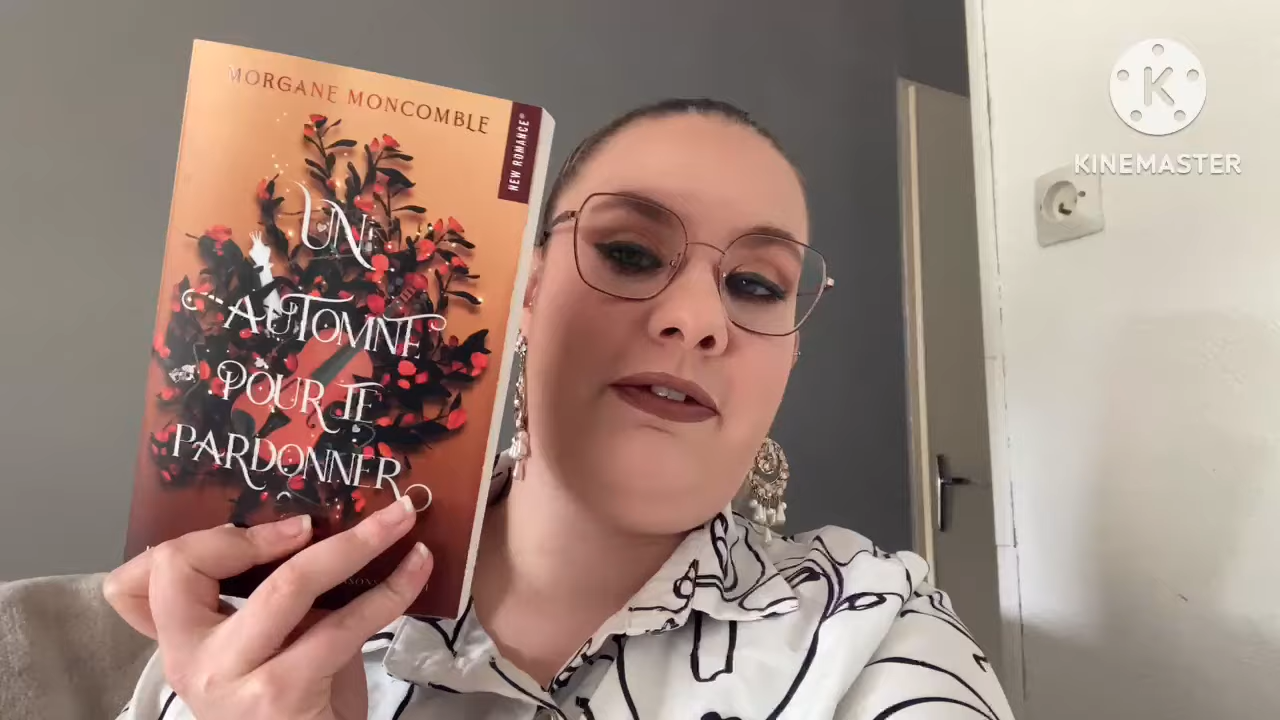 MORGANE MONCOMBLE
NEW ROMANCE®
UN
AUTOMNE
POUR TE
PARDONNER
K
KINEMASTER